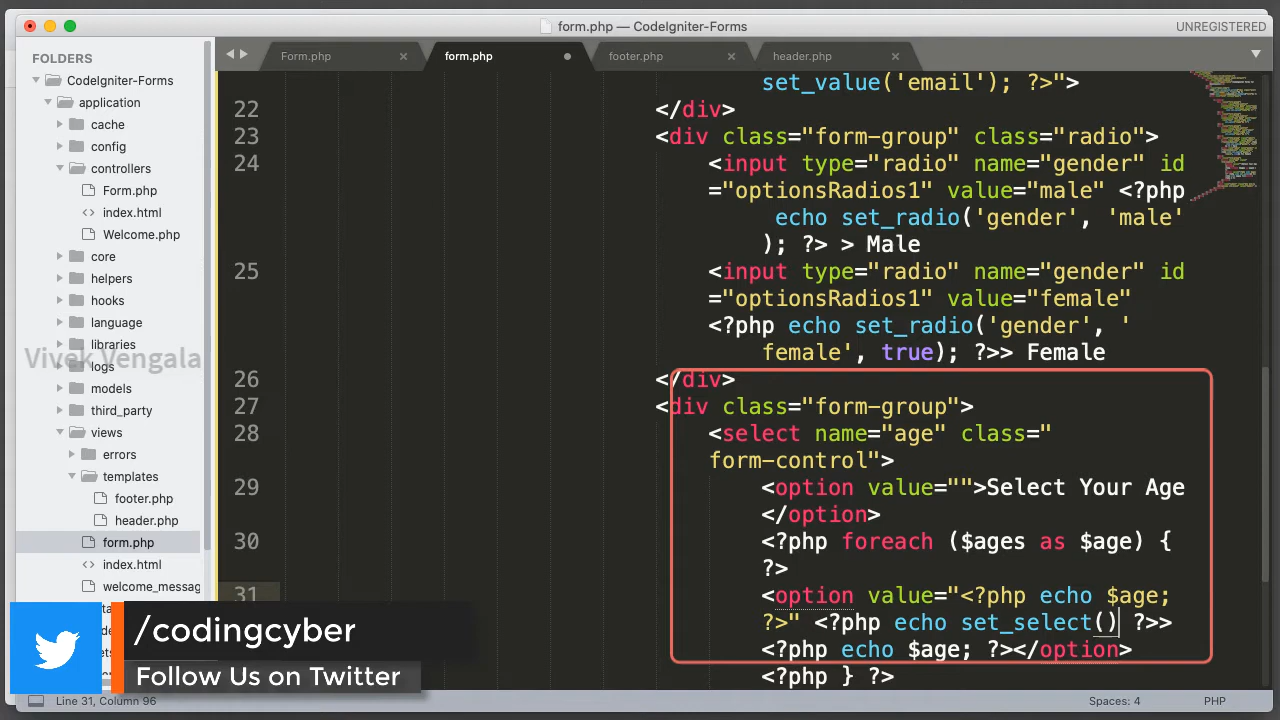 form.php — CodeIgniter-Forms
UNREGISTERED
FOLDERS
CodeIgniter-Forms
application
cache
config
controllers
Form.php
index.html
Welcome.php
core
helpers
hooks
language
libraries
logs
models
third_party
views
errors
templates
footer.php
header.php
form.php
index.html
welcome_messag
Vivek Vengala
Form.php
form.php
footer.php
header.php
set_value('email'); ?>">
22 </div>
23 <div class="form-group" class="radio">
24 <input type="radio" name="gender" id
="optionsRadios1" value="male" <?php
echo set_radio('gender', 'male'
); ?> > Male
25 <input type="radio" name="gender" id
="optionsRadios1" value="female"
<?php echo set_radio('gender', '
female', true); ?>> Female
26 </div>
27 <div class="form-group">
28 <select name="age" class="
form-control">
29 <option value="">Select Your Age
</option>
30 <?php foreach ($ages as $age) {
?>
31 <option value="<?php echo $age;
?>" <?php echo set_select() ?>>
<?php echo $age; ?></option>
<?php } ?>
/codingcyber
Follow Us on Twitter
Line 31, Column 96
Spaces: 4
PHP